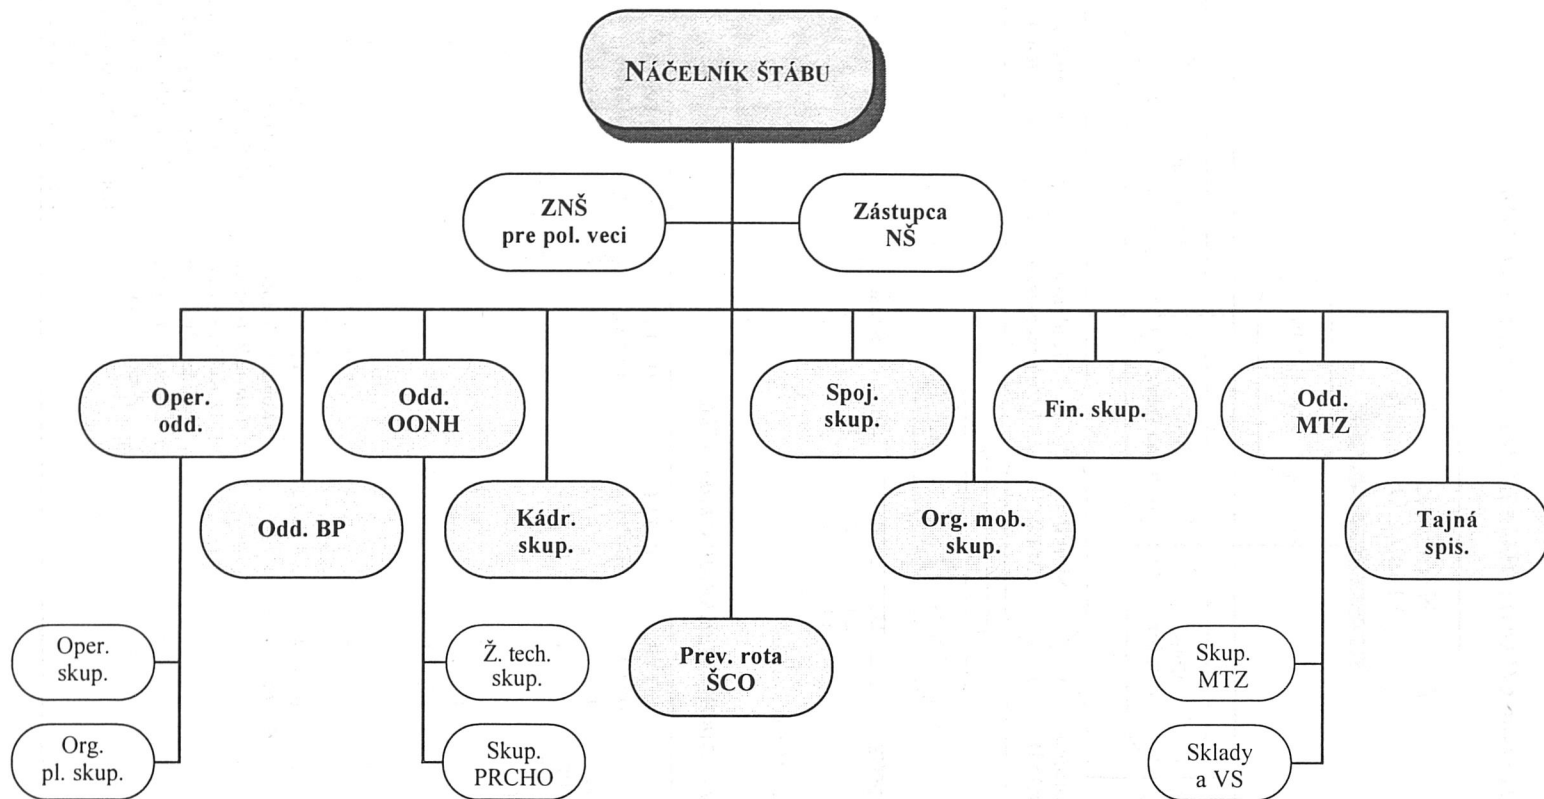 NÁČELNÍK ŠTÁBU
ZNŠ
pre pol. veci
Zástupca
NŠ
Oper.
odd.
Odd.
OONH
Spoj.
skup.
Fin. skup.
Odd.
MTZ
Odd. BP
Kádr.
skup.
Org. mob.
skup.
Tajná
spis.
Oper.
skup.
Ž. tech.
skup.
Prev. rota
ŠCO
Skup.
MTZ
Org.
pl. skup.
Skup.
PRCHO
Sklady
a VS